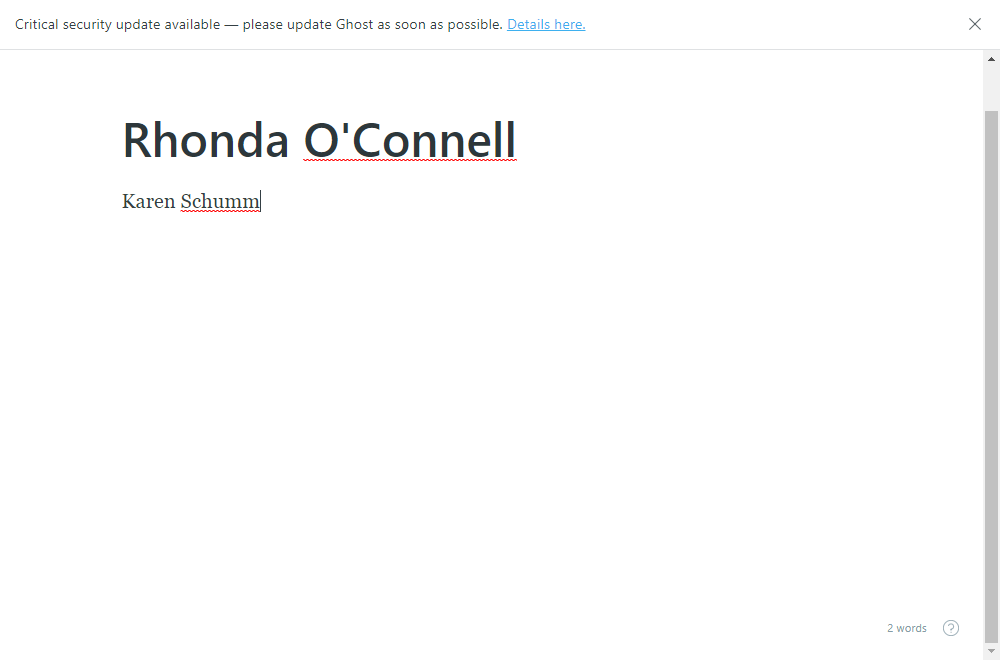 Critical security update available — please update Ghost as soon as possible. Details here.
Rhonda O'Connell
Karen Schumm
2 words
?